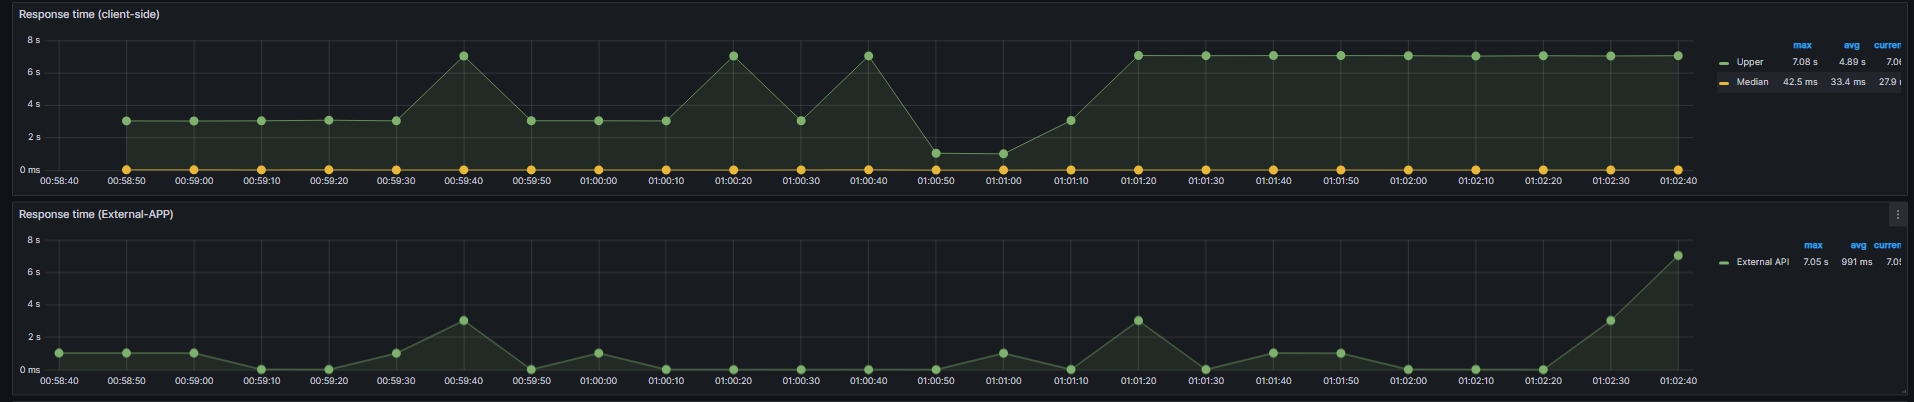 Response time (client-side)
8 s
6 s
4 s
2 s
0 ms
00:58:40 00:58:50 00:59:00 00:59:10 00:59:20 00:59:30 00:59:40 00:59:50 01:00:00 01:00:10 01:00:20 01:00:30 01:00:40 01:00:50 01:01:00 01:01:10 01:01:20 01:01:30 01:01:40 01:01:50 01:02:00 01:02:10 01:02:20 01:02:30 01:02:40
max avg curren
Upper 7.08 s 4.89 s 7.06
Median 42.5 ms 33.4 ms 27.9
Response time (External-APP)
8 s
6 s
4 s
2 s
0 ms
00:58:40 00:58:50 00:59:00 00:59:10 00:59:20 00:59:30 00:59:40 00:59:50 01:00:00 01:00:10 01:00:20 01:00:30 01:00:40 01:00:50 01:01:00 01:01:10 01:01:20 01:01:30 01:01:40 01:01:50 01:02:00 01:02:10 01:02:20 01:02:30 01:02:40
max avg curren
External API 7.05 s 991 ms 7.05